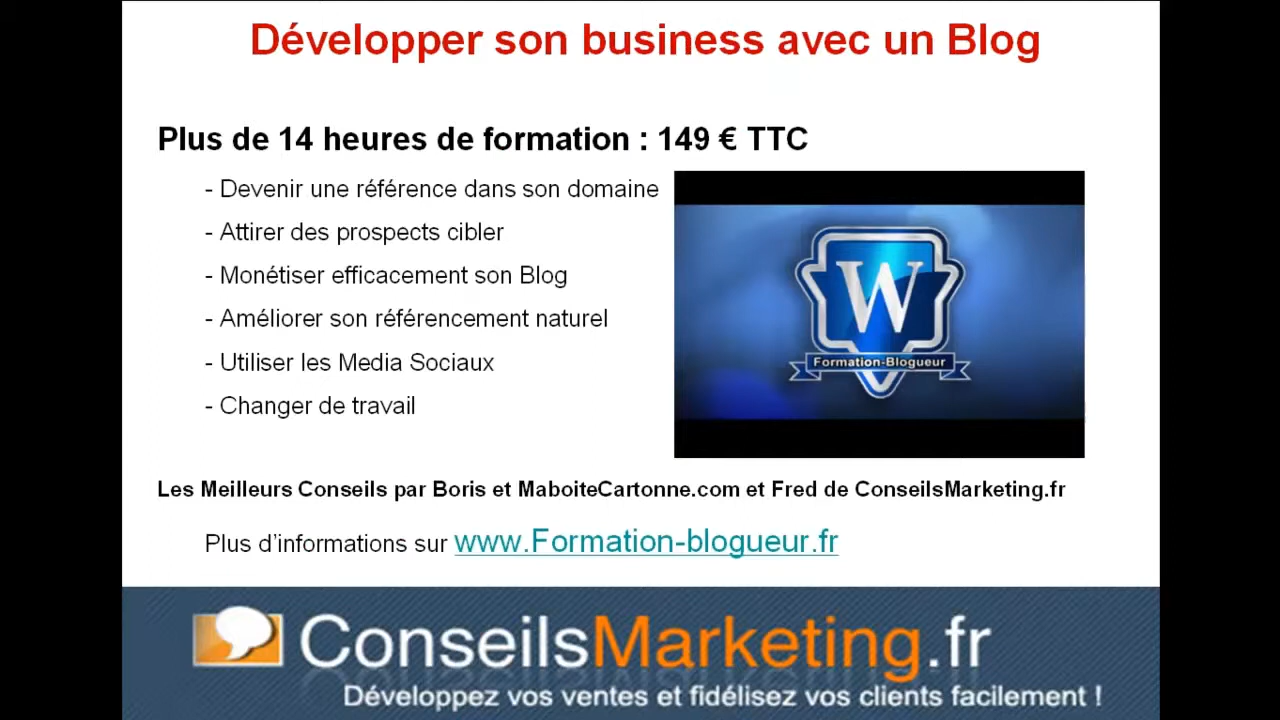 Développer son business avec un Blog
Plus de 14 heures de formation : 149 € TTC
- Devenir une référence dans son domaine
- Attirer des prospects cibler
- Monétiser efficacement son Blog
- Améliorer son référencement naturel
- Utiliser les Media Sociaux
- Changer de travail
W
Formation-Blogueur
Les Meilleurs Conseils par Boris et MaboiteCartonne.com et Fred de ConseilsMarketing.fr
Plus d’informations sur www.Formation-blogueur.fr
ConseilsMarketing.fr
Développez vos ventes et fidélisez vos clients facilement !